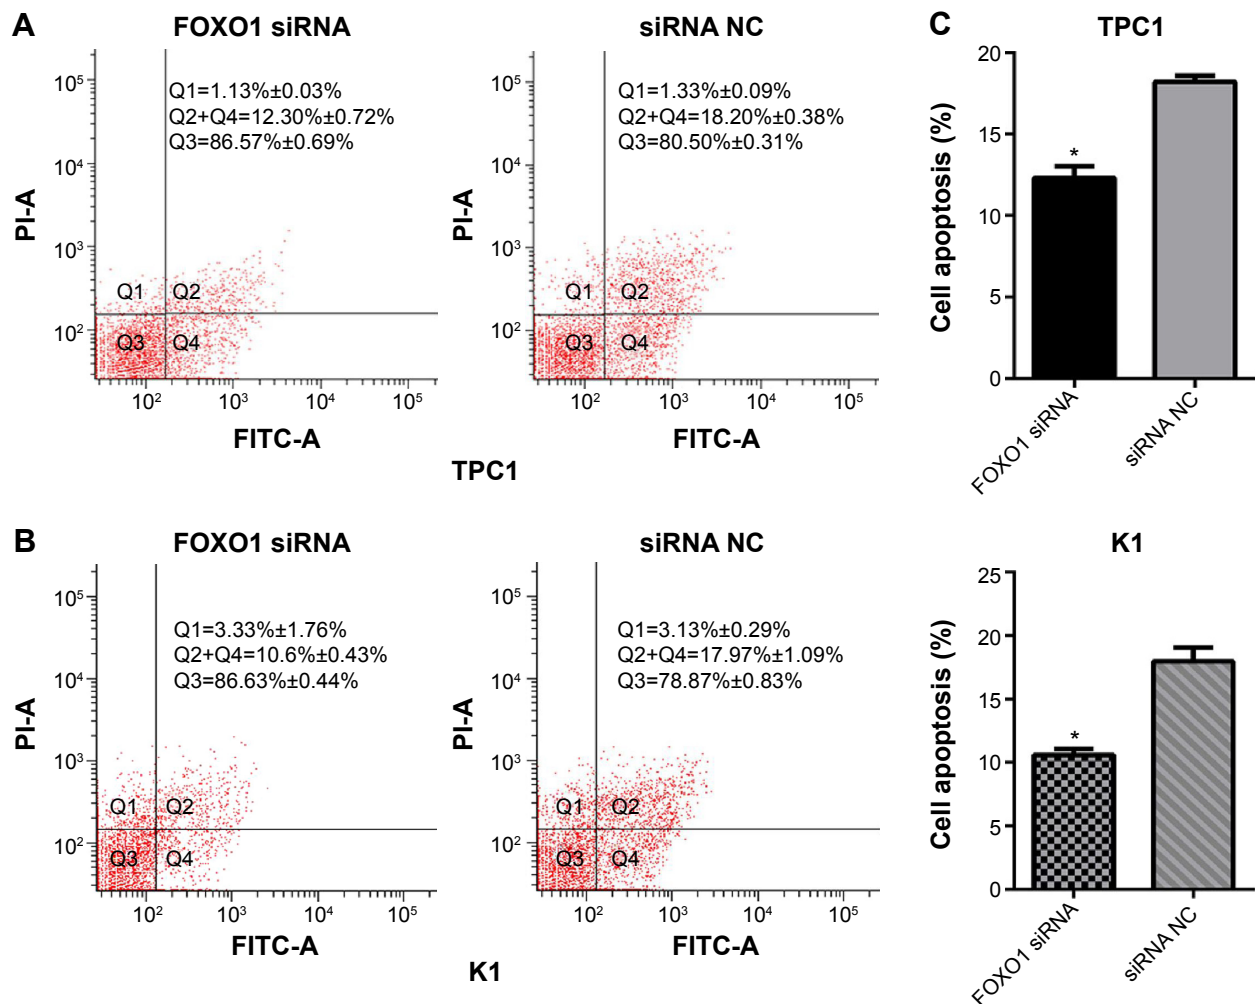 A
FOXO1 siRNA
siRNA NC
Q1=1.13%±0.03%
Q2+Q4=12.30%±0.72%
Q3=86.57%±0.69%
Q1=1.33%±0.09%
Q2+Q4=18.20%±0.38%
Q3=80.50%±0.31%
PI-A
10⁵
10⁴
10³
10²
Q1
Q2
Q3
Q4
10²
10³
10⁴
10⁵
FITC-A
PI-A
10⁵
10⁴
10³
10²
Q1
Q2
Q3
Q4
10²
10³
10⁴
10⁵
FITC-A
TPC1
B
FOXO1 siRNA
siRNA NC
Q1=3.33%±1.76%
Q2+Q4=10.6%±0.43%
Q3=86.63%±0.44%
Q1=3.13%±0.29%
Q2+Q4=17.97%±1.09%
Q3=78.87%±0.83%
PI-A
10⁵
10⁴
10³
10²
Q1
Q2
Q3
Q4
10²
10³
10⁴
10⁵
FITC-A
PI-A
10⁵
10⁴
10³
10²
Q1
Q2
Q3
Q4
10²
10³
10⁴
10⁵
FITC-A
K1
C
TPC1
Cell apoptosis (%)
20
15
10
5
0
*
FOXO1 siRNA
siRNA NC
K1
Cell apoptosis (%)
25
20
15
10
5
0
*
FOXO1 siRNA
siRNA NC